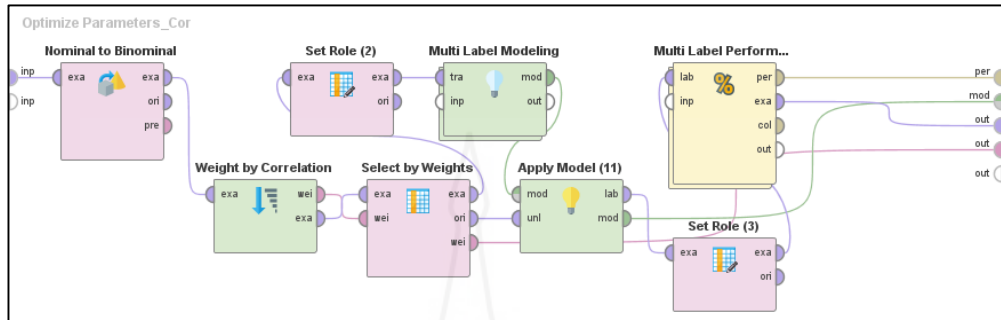 Optimize Parameters_Cor
Nominal to Binominal
inp
inp
exa
exa
ori
pre
Set Role (2)
exa
exa
ori
Multi Label Modeling
tra
inp
mod
out
Multi Label Perform...
lab
inp
%
per
exa
col
out
per
mod
out
out
out
Weight by Correlation
exa
wei
exa
Select by Weights
exa
wei
exa
ori
wei
Apply Model (11)
mod
unl
lab
mod
Set Role (3)
exa
exa
ori